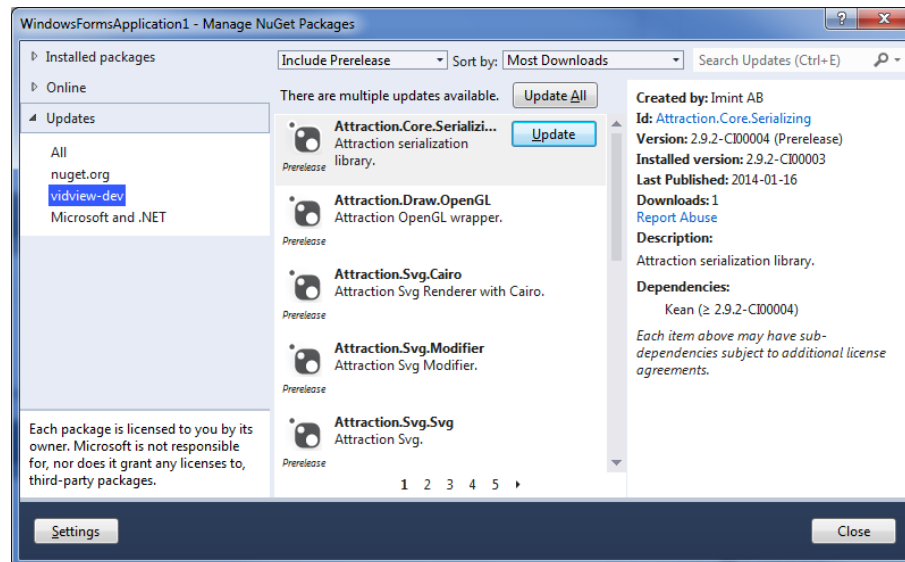 WindowsFormsApplication1 - Manage NuGet Packages
?
x
Installed packages
Online
Updates
All
nuget.org
vidview-dev
Microsoft and .NET
Each package is licensed to you by its
owner. Microsoft is not responsible
for, nor does it grant any licenses to,
third-party packages.
Include Prerelease
Sort by:
Most Downloads
There are multiple updates available.
Update All
Attraction.Core.Serializi...
Attraction serialization
library.
Prerelease
Update
Attraction.Draw.OpenGL
Attraction OpenGL wrapper.
Prerelease
Attraction.Svg.Cairo
Attraction Svg Renderer with Cairo.
Prerelease
Attraction.Svg.Modifier
Attraction Svg Modifier.
Prerelease
Attraction.Svg.Svg
Attraction Svg.
Prerelease
1 2 3 4 5
Search Updates (Ctrl+E)
Created by: Imint AB
Id: Attraction.Core.Serializing
Version: 2.9.2-CI00004 (Prerelease)
Installed version: 2.9.2-CI00003
Last Published: 2014-01-16
Downloads: 1
Report Abuse
Description:
Attraction serialization library.
Dependencies:
Kean (≥ 2.9.2-CI00004)
Each item above may have sub-
dependencies subject to additional license
agreements.
Settings
Close